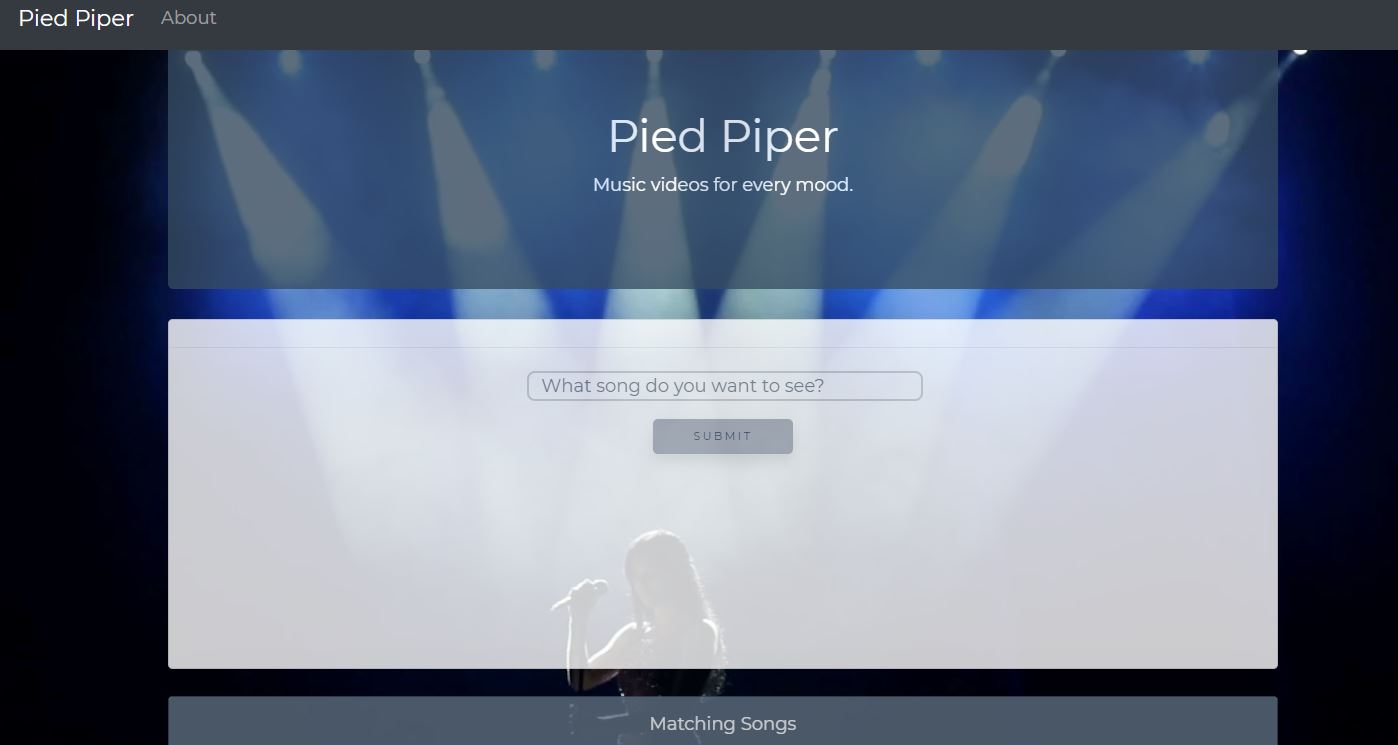 Pied Piper About
Pied Piper
Music videos for every mood.
What song do you want to see?
SUBMIT
Matching Songs